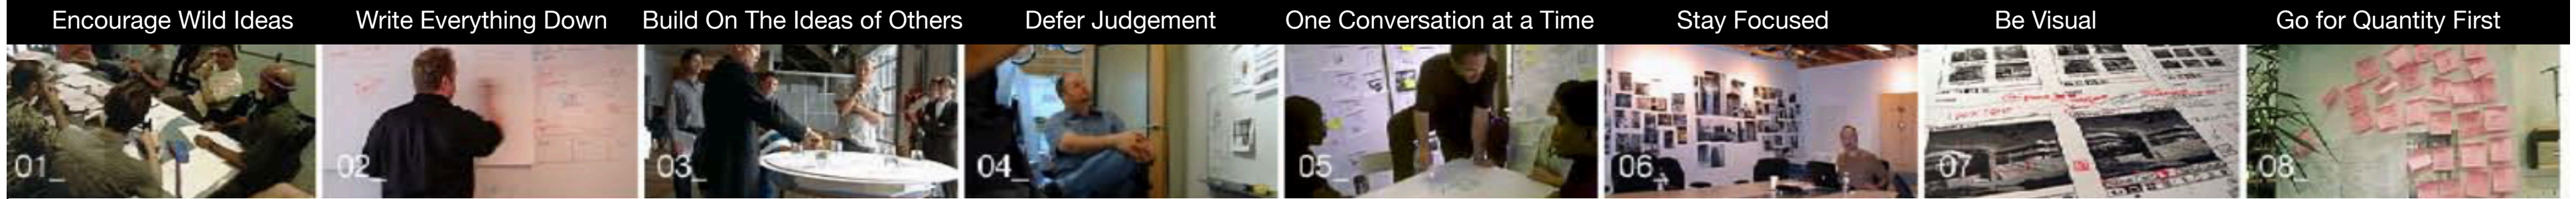 Encourage Wild Ideas
Write Everything Down
Build On The Ideas of Others
Defer Judgement
One Conversation at a Time
Stay Focused
Be Visual
Go for Quantity First
01_
02_
03_
04_
05_
06_
07_
08_